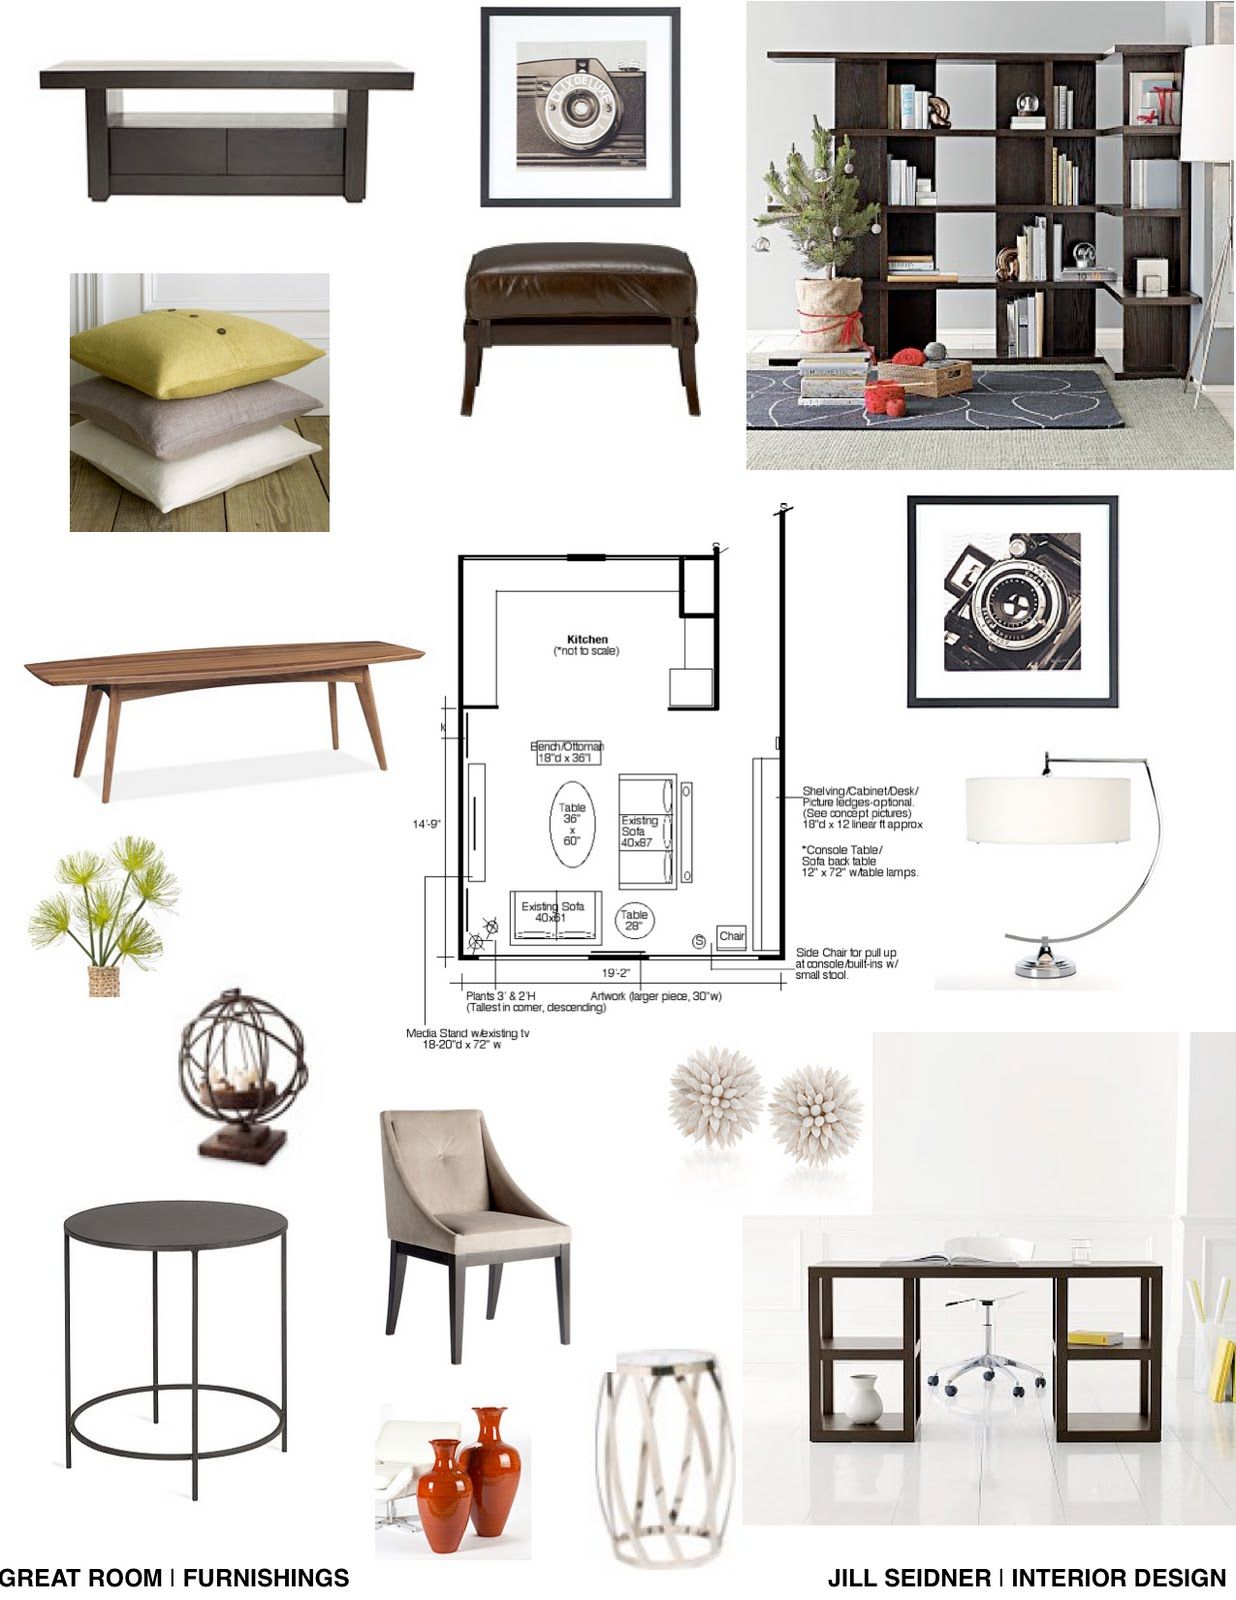 CLIX DELUXE
Kitchen
(*not to scale)
Bench/Ottoman
18"d x 36"l
Table
36"
x
60"
Existing
Sofa
40x87
14'-9"
Shelving/Cabinet/Desk/
Picture ledges-optional.
(See concept pictures)
18"d x 12 linear ft approx
*Console Table/
Sofa back table
12" x 72" w/table lamps.
Existing Sofa
40x61
Table
28"
S
Chair
Side Chair for pull up
at console/built-ins w/
small stool.
19'-2"
Plants 3' & 2'H
(Tallest in corner, descending)
Artwork (larger piece, 30"w)
Media Stand w/existing tv
18-20"d x 72" w
GREAT ROOM | FURNISHINGS
JILL SEIDNER | INTERIOR DESIGN